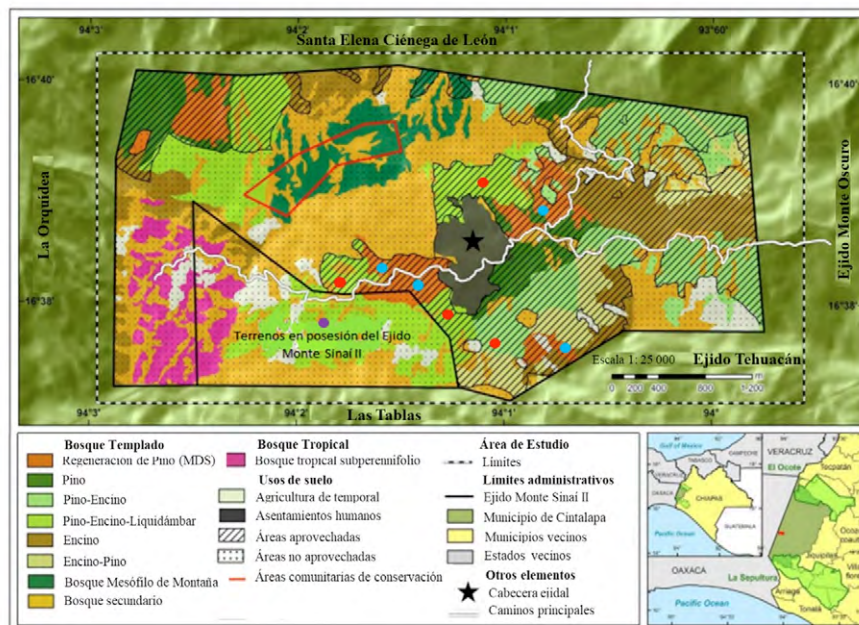 Santa Elena Ciénega de León
94°3'
94°2'
94°1'
93°60'
16°40'
16°40'
La Orquídea
Ejido Monte Oscuro
16°38'
16°38'
Terrenos en posesión del Ejido
Monte Sinaí II
Escala 1: 25 000
Ejido Tehuacán
m
0 200 400 800 1 200
94°3'
94°2'
94°1'
94°
Las Tablas
Bosque Templado
Regeneración de Pino (MDS)
Pino
Pino-Encino
Pino-Encino-Liquidámbar
Encino
Encino-Pino
Bosque Mesófilo de Montaña
Bosque secundario
Bosque Tropical
Bosque tropical subperennifolio
Usos de suelo
Agricultura de temporal
Asentamientos humanos
Áreas aprovechadas
Áreas no aprovechadas
Áreas comunitarias de conservación
Área de Estudio
Límites
Límites administrativos
Ejido Monte Sinaí II
Municipio de Cintalapa
Municipios vecinos
Estados vecinos
Otros elementos
Cabecera ejidal
Caminos principales
Gulf of Mexico
TABASCO
CAMPECHE
VERACRUZ
OAXACA
CHIAPAS
GUATEMALA
Pacific Ocean
VERACRUZ
El Ocote
Tecpatán
Jiquipilas
OAXACA
La Sepultura
Arriaga
Tonalá
Pacific Ocean